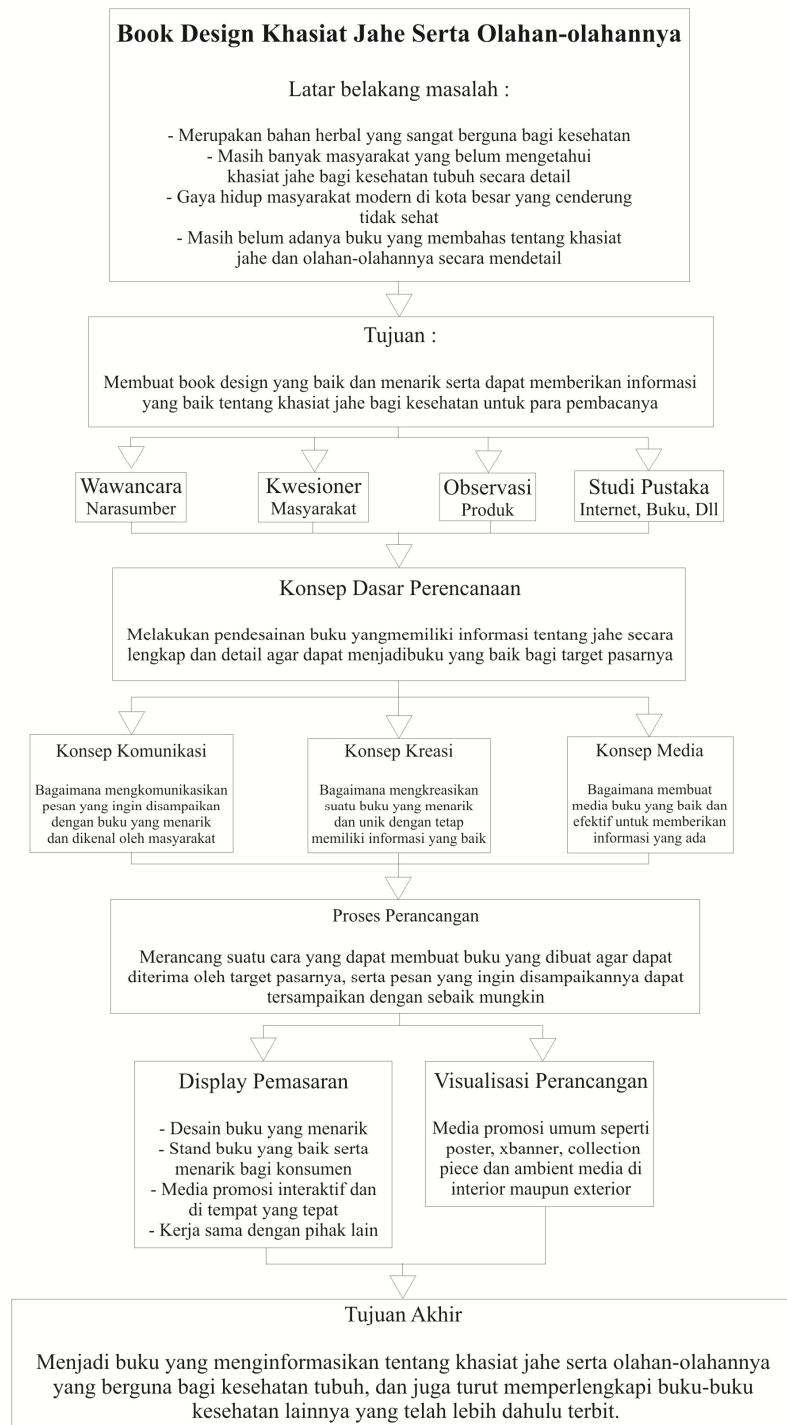 Book Design Khasiat Jahe Serta Olahan-olahannya
Latar belakang masalah :
- Merupakan bahan herbal yang sangat berguna bagi kesehatan
- Masih banyak masyarakat yang belum mengetahui
khasiat jahe bagi kesehatan tubuh secara detail
- Gaya hidup masyarakat modern di kota besar yang cenderung
tidak sehat
- Masih belum adanya buku yang membahas tentang khasiat
jahe dan olahan-olahannya secara mendetail
Tujuan :
Membuat book design yang baik dan menarik serta dapat memberikan informasi
yang baik tentang khasiat jahe bagi kesehatan untuk para pembacanya
Wawancara
Narasumber
Kwesioner
Masyarakat
Observasi
Produk
Studi Pustaka
Internet, Buku, Dll
Konsep Dasar Perencanaan
Melakukan pendesainan buku yangmemiliki informasi tentang jahe secara
lengkap dan detail agar dapat menjadibuku yang baik bagi target pasarnya
Konsep Komunikasi
Bagaimana mengkomunikasikan
pesan yang ingin disampaikan
dengan buku yang menarik
dan dikenal oleh masyarakat
Konsep Kreasi
Bagaimana mengkreasikan
suatu buku yang menarik
dan unik dengan tetap
memiliki informasi yang baik
Konsep Media
Bagaimana membuat
media buku yang baik dan
efektif untuk memberikan
informasi yang ada
Proses Perancangan
Merancang suatu cara yang dapat membuat buku yang dibuat agar dapat
diterima oleh target pasarnya, serta pesan yang ingin disampaikannya dapat
tersampaikan dengan sebaik mungkin
Display Pemasaran
- Desain buku yang menarik
- Stand buku yang baik serta
menarik bagi konsumen
- Media promosi interaktif dan
di tempat yang tepat
- Kerja sama dengan pihak lain
Visualisasi Perancangan
Media promosi umum seperti
poster, xbanner, collection
piece dan ambient media di
interior maupun exterior
Tujuan Akhir
Menjadi buku yang menginformasikan tentang khasiat jahe serta olahan-olahannya
yang berguna bagi kesehatan tubuh, dan juga turut memperlengkapi buku-buku
kesehatan lainnya yang telah lebih dahulu terbit.